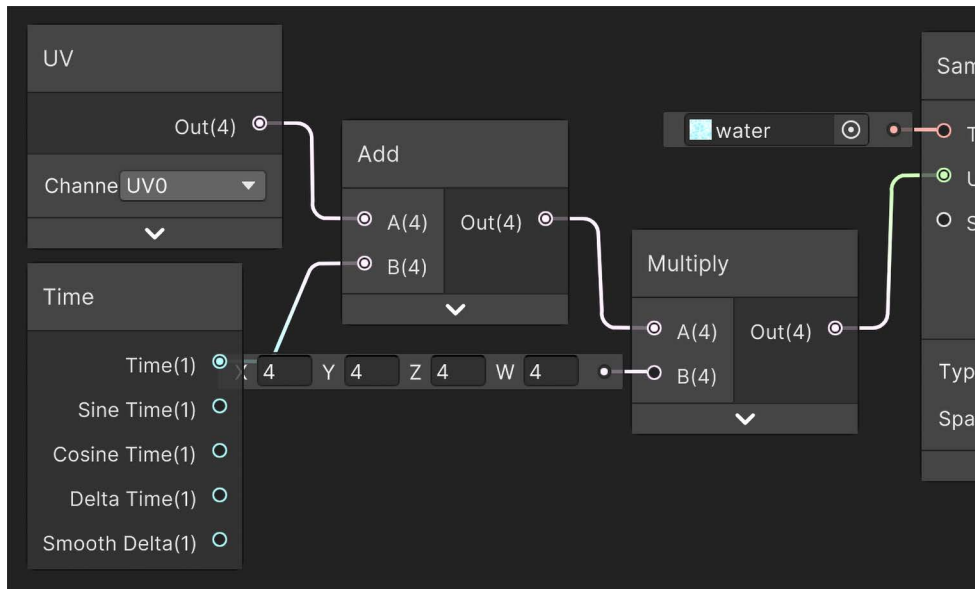 UV
Out(4)
Channe UV0
Time
Time(1)
Sine Time(1)
Cosine Time(1)
Delta Time(1)
Smooth Delta(1)
Add
A(4) Out(4)
B(4)
X 4 Y 4 Z 4 W 4
Multiply
A(4) Out(4)
B(4)
water
Sam
T
U
S
Typ
Spa